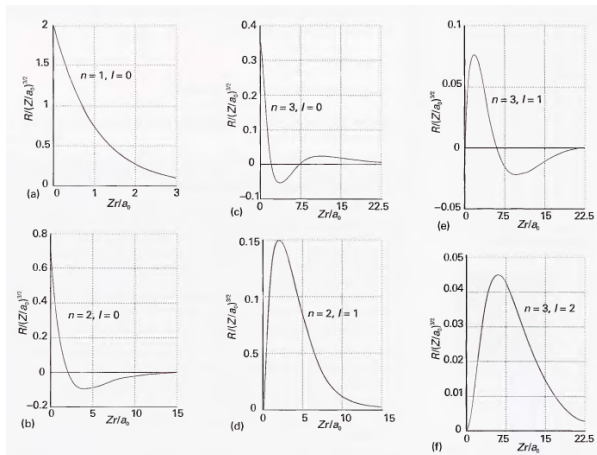 2
1.5
1
0.5
0
R/(Z/a₀)^3/2
n = 1, l = 0
(a)
0 1 2 3
Zr/a₀
0.8
0.6
0.4
0.2
0
−0.2
R/(Z/a₀)^3/2
n = 2, l = 0
(b)
0 5 10 15
Zr/a₀
0.4
0.3
0.2
0.1
0
−0.1
R/(Z/a₀)^3/2
n = 3, l = 0
(c)
0 7.5 15 22.5
Zr/a₀
0.15
0.1
0.5
0
R/(Z/a₀)^3/2
n = 2, l = 1
(d)
0 5 10 15
Zr/a₀
0.1
0.05
0
−0.05
R/(Z/a₀)^3/2
n = 3, l = 1
(e)
0 7.5 15 22.5
Zr/a₀
0.05
0.04
0.03
0.02
0.01
0
R/(Z/a₀)^3/2
n = 3, l = 2
(f)
0 7.5 15 22.5
Zr/a₀